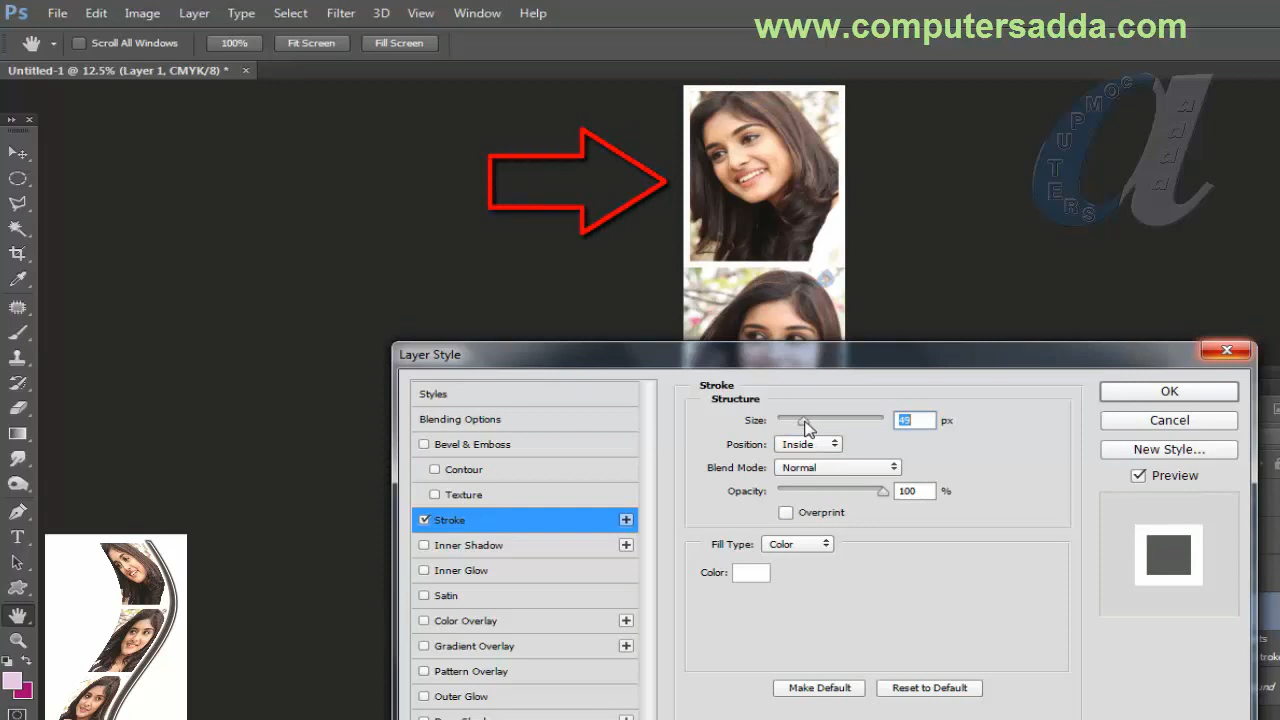 Ps File Edit Image Layer Type Select Filter 3D View Window Help
www.computersadda.com
Scroll All Windows 100% Fit Screen Fill Screen
Untitled-1 @ 12.5% (Layer 1, CMYK/8) * ×
COMPUTERS
adda
Layer Style
Styles
Blending Options
Bevel & Emboss
Contour
Texture
Stroke
Inner Shadow
Inner Glow
Satin
Color Overlay
Gradient Overlay
Pattern Overlay
Outer Glow
Stroke
Structure
Size: 49 px
Position: Inside
Blend Mode: Normal
Opacity: 100 %
Overprint
Fill Type: Color
Color:
Make Default Reset to Default
OK
Cancel
New Style...
Preview